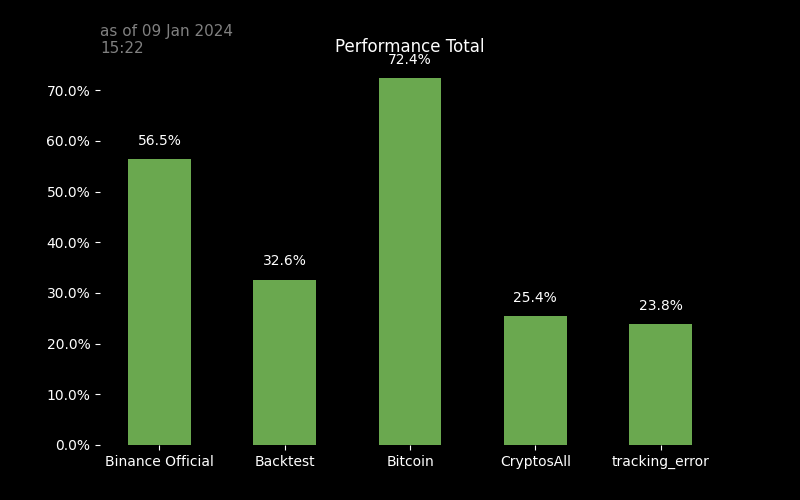 as of 09 Jan 2024
15:22
Performance Total
72.4%
70.0%
60.0%
56.5%
50.0%
40.0%
32.6%
30.0%
25.4%
23.8%
20.0%
10.0%
0.0%
Binance Official
Backtest
Bitcoin
CryptosAll
tracking_error